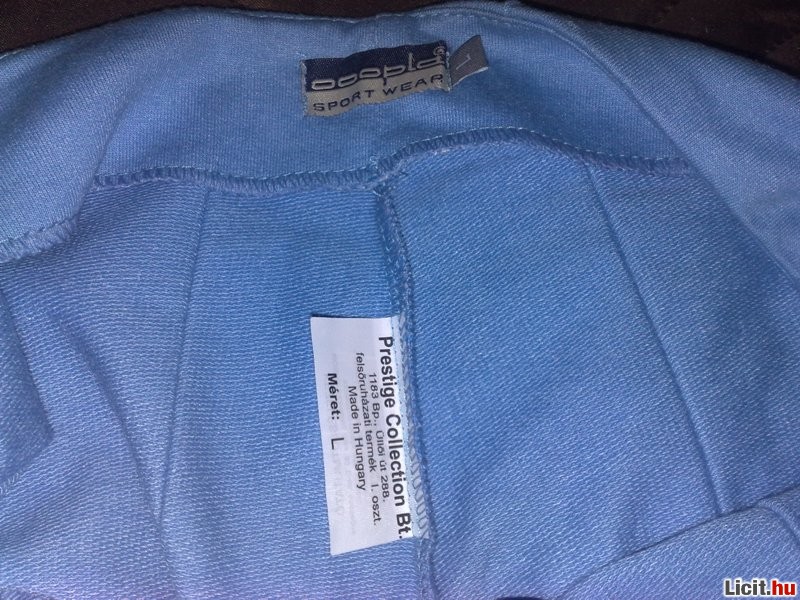 ooopla®
SPORT WEAR
L
Prestige Collection Bt.
1183 Bp.; Üllői út 288.
felsőruházati termék I. oszt.
Made in Hungary
Méret: L
Licit.hu